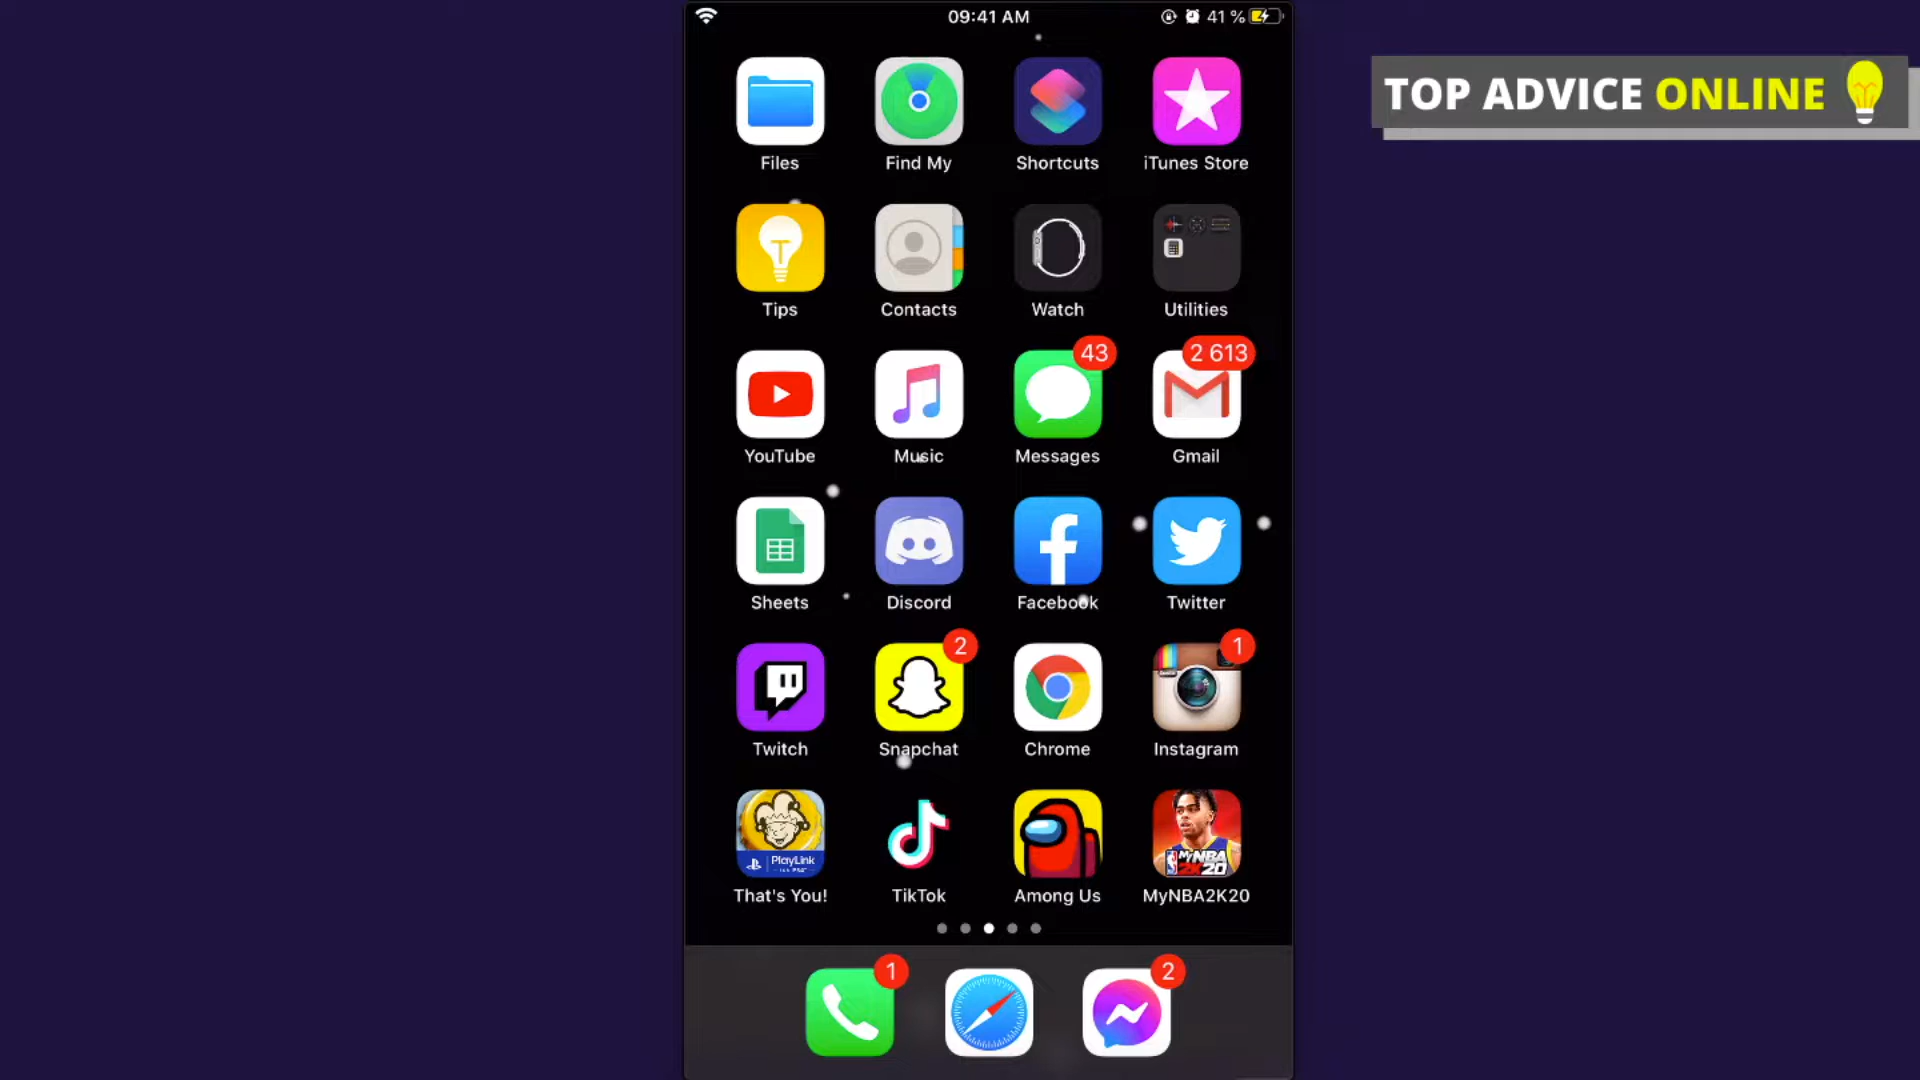 09:41 AM
41 %
TOP ADVICE ONLINE
Files
Find My
Shortcuts
iTunes Store
Tips
Contacts
Watch
Utilities
43
2 613
YouTube
Music
Messages
Gmail
Sheets
Discord
Facebook
Twitter
2
1
Twitch
Snapchat
Chrome
Instagram
PlayLink
MyNBA
2K20
That's You!
TikTok
Among Us
MyNBA2K20
1
2